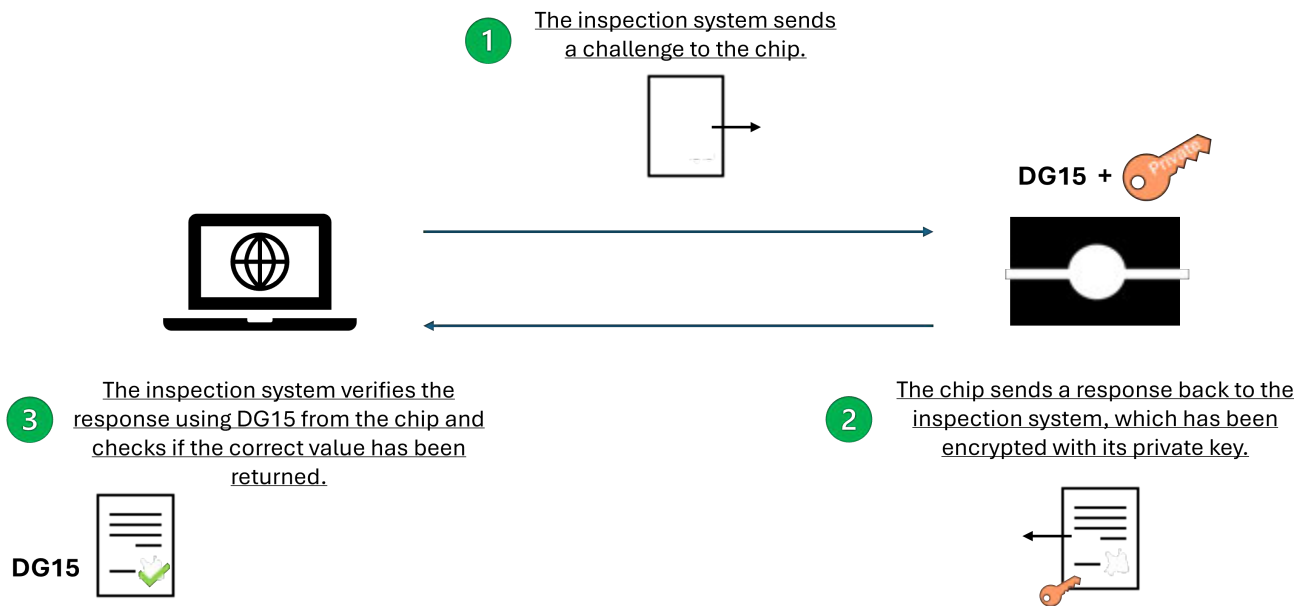 1
The inspection system sends
a challenge to the chip.
DG15 +
Private
The inspection system verifies the
3
response using DG15 from the chip and
checks if the correct value has been
returned.
DG15
The chip sends a response back to the
2
inspection system, which has been
encrypted with its private key.